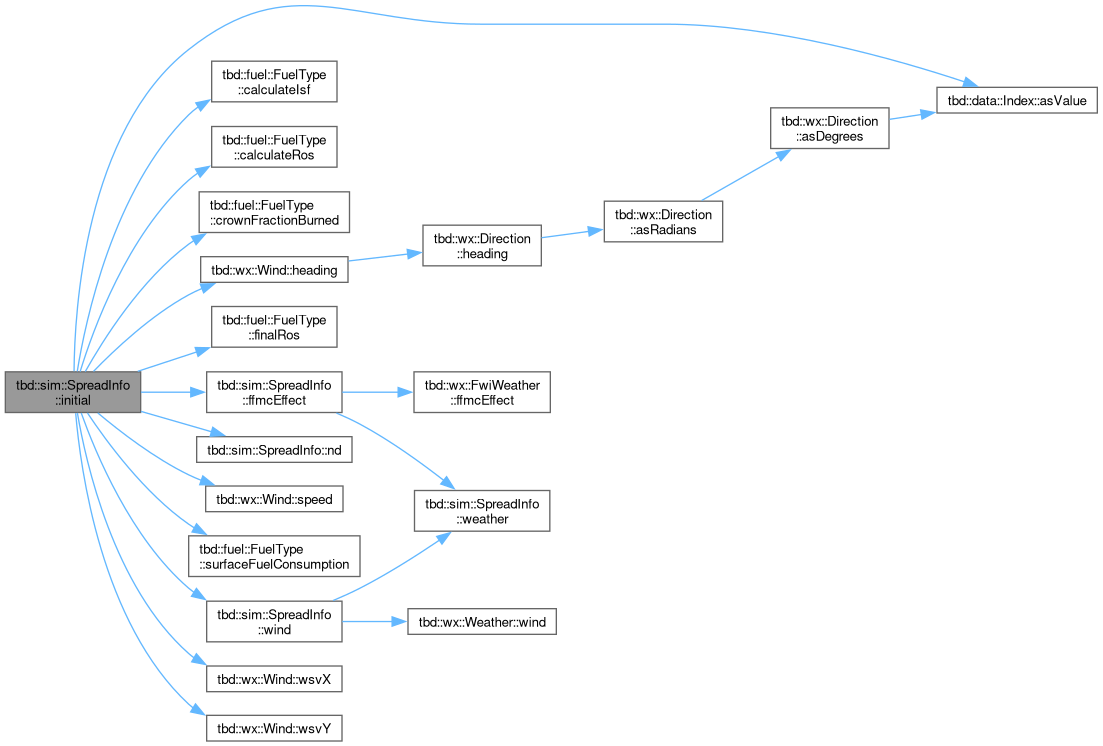 tbd::sim::SpreadInfo
::initial
tbd::fuel::FuelType
::calculateIsf
tbd::fuel::FuelType
::calculateRos
tbd::fuel::FuelType
::crownFractionBurned
tbd::wx::Wind::heading
tbd::fuel::FuelType
::finalRos
tbd::sim::SpreadInfo
::ffmcEffect
tbd::sim::SpreadInfo::nd
tbd::wx::Wind::speed
tbd::fuel::FuelType
::surfaceFuelConsumption
tbd::sim::SpreadInfo
::wind
tbd::wx::Wind::wsvX
tbd::wx::Wind::wsvY
tbd::wx::Direction
::heading
tbd::wx::FwiWeather
::ffmcEffect
tbd::sim::SpreadInfo
::weather
tbd::wx::Weather::wind
tbd::wx::Direction
::asRadians
tbd::wx::Direction
::asDegrees
tbd::data::Index::asValue